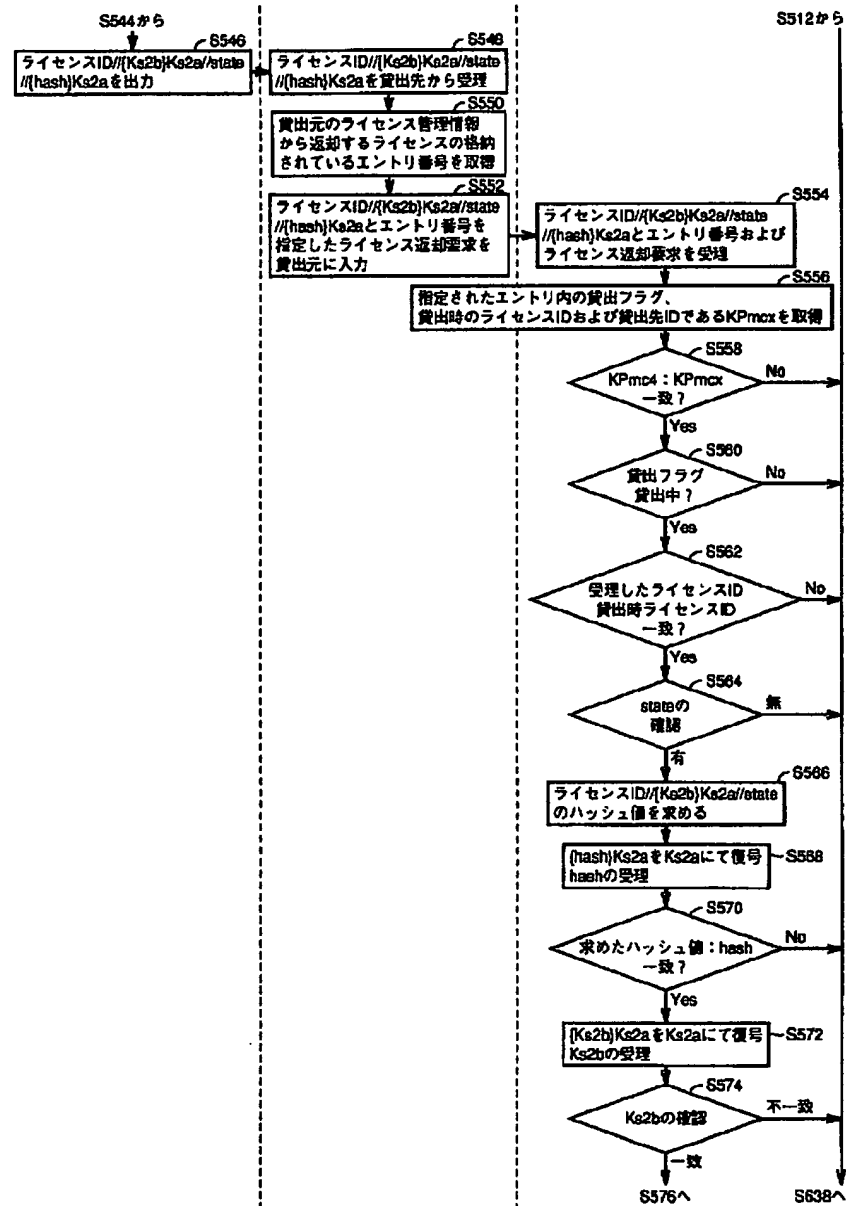 S544から
S512から
S546
ライセンスID//{Ks2b}Ks2a//state
//{hash}Ks2aを出力
S548
ライセンスID//{Ks2b}Ks2a//state
//{hash}Ks2aを貸出先から受理
S550
貸出元のライセンス管理情報
から返却するライセンスの格納
されているエントリ番号を取得
S552
ライセンスID//{Ks2b}Ks2a//state
//{hash}Ks2aとエントリ番号を
指定したライセンス返却要求を
貸出元に入力
S554
ライセンスID//{Ks2b}Ks2a//state
//{hash}Ks2aとエントリ番号および
ライセンス返却要求を受理
S556
指定されたエントリ内の貸出フラグ、
貸出時のライセンスIDおよび貸出先IDであるKPmcxを取得
S558
KPmc4：KPmcx
一致？
No
Yes
S560
貸出フラグ
貸出中？
No
Yes
S562
受理したライセンスID
貸出時ライセンスID
一致？
No
Yes
S564
stateの
確認
無
有
S566
ライセンスID//{Ks2b}Ks2a//state
のハッシュ値を求める
{hash}Ks2aをKs2aにて復号
hashの受理
S568
S570
求めたハッシュ値：hash
一致？
No
Yes
{Ks2b}Ks2aをKs2aにて復号
Ks2bの受理
S572
S574
Ks2bの確認
不一致
一致
S576へ
S638へ